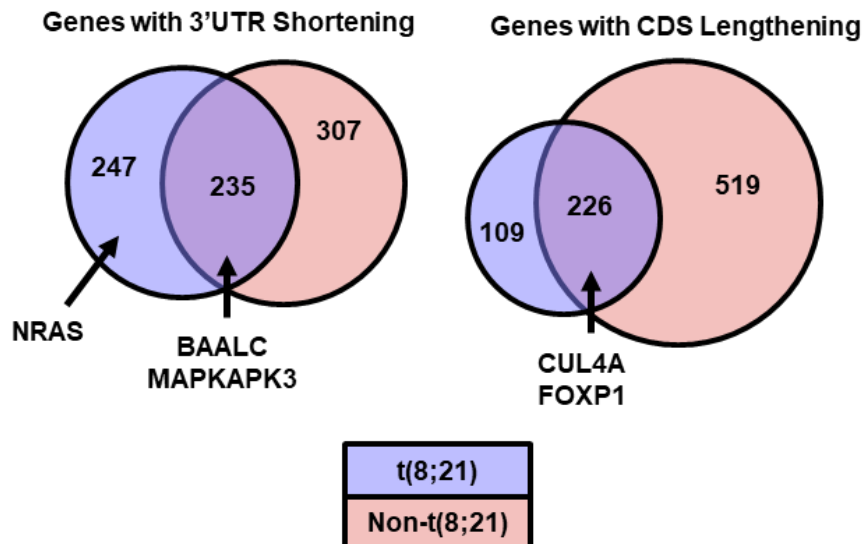 Genes with 3'UTR Shortening
247
235
307
NRAS
BAALC
MAPKAPK3
Genes with CDS Lengthening
109
226
519
CUL4A
FOXP1
t(8;21)
Non-t(8;21)